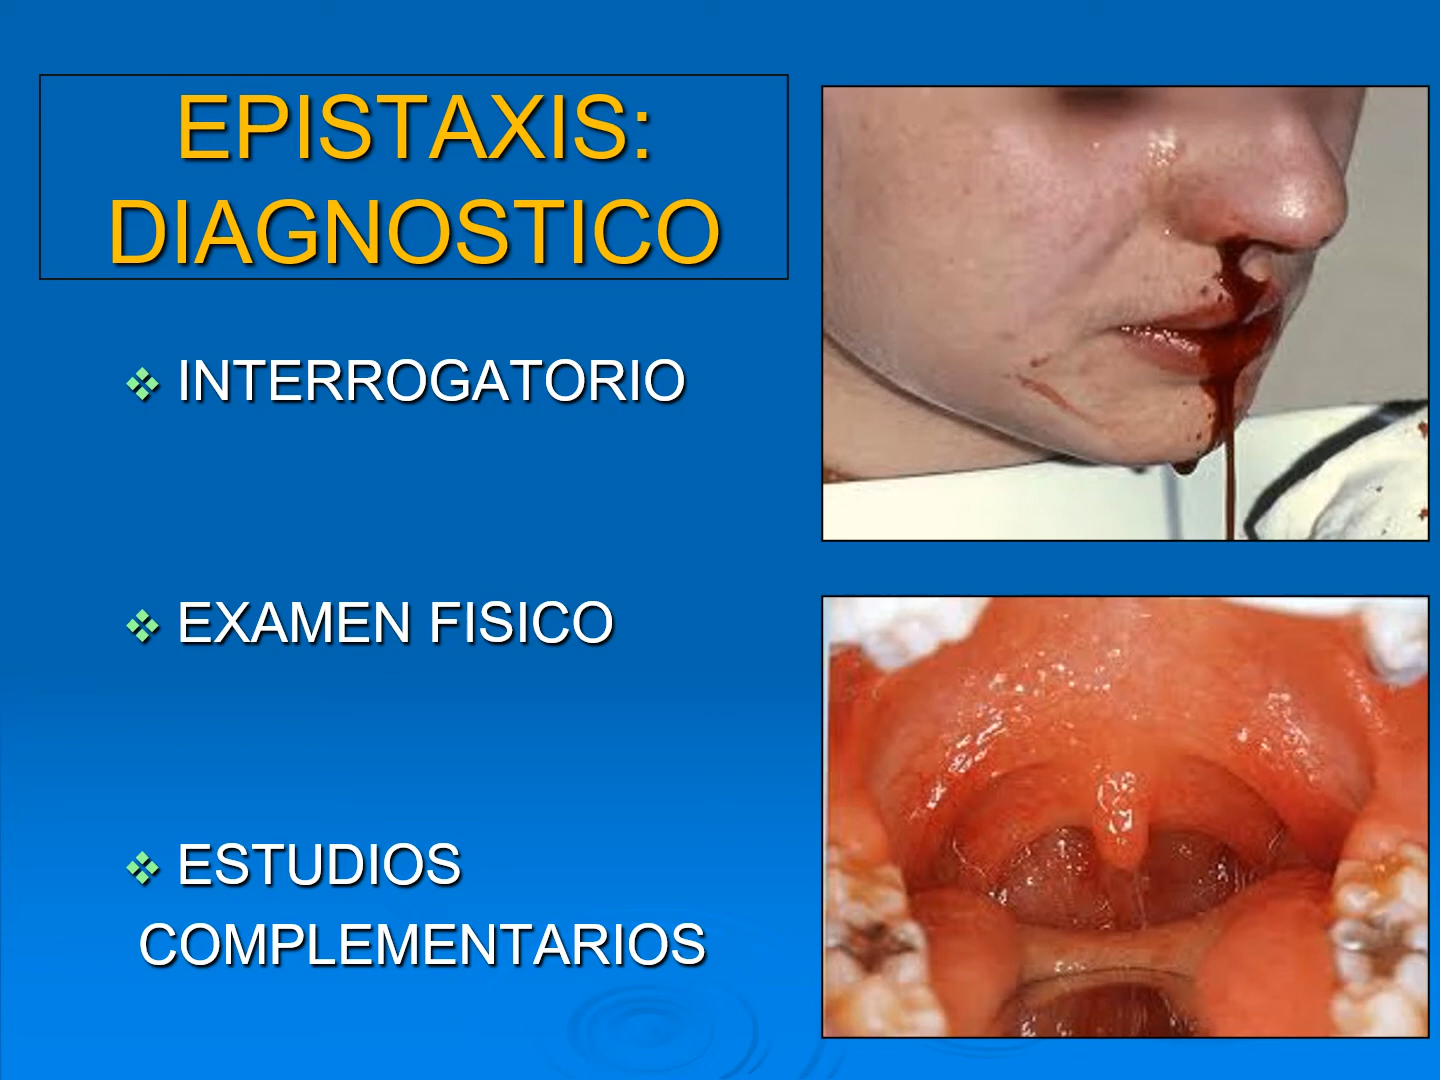 EPISTAXIS:
DIAGNOSTICO
INTERROGATORIO
EXAMEN FISICO
ESTUDIOS
COMPLEMENTARIOS